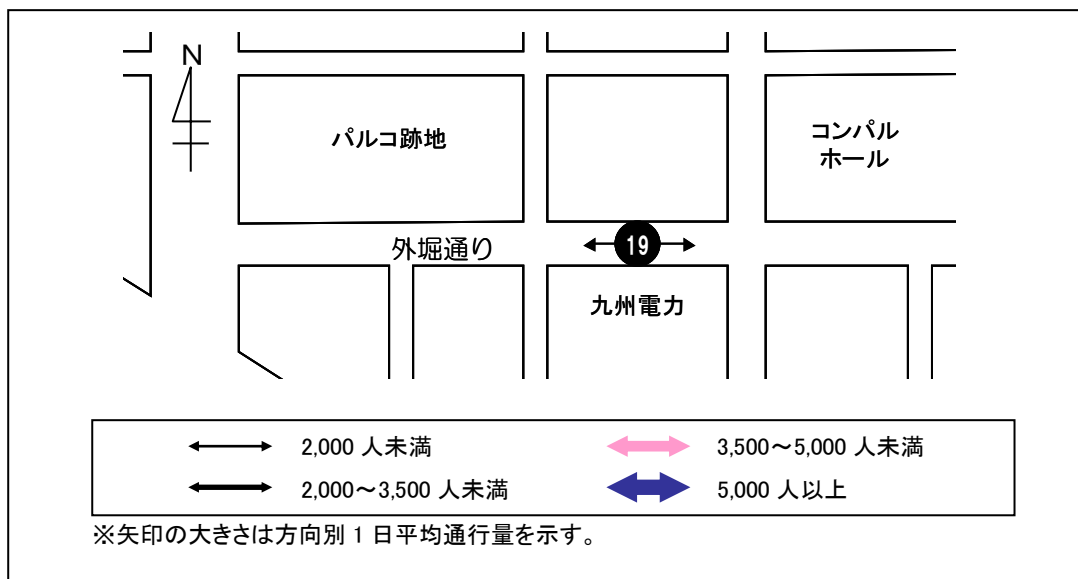 N
パルコ跡地
コンパル
ホール
外堀通り
19
九州電力
2,000 人未満
3,500～5,000 人未満
2,000～3,500 人未満
5,000 人以上
※矢印の大きさは方向別 1 日平均通行量を示す。